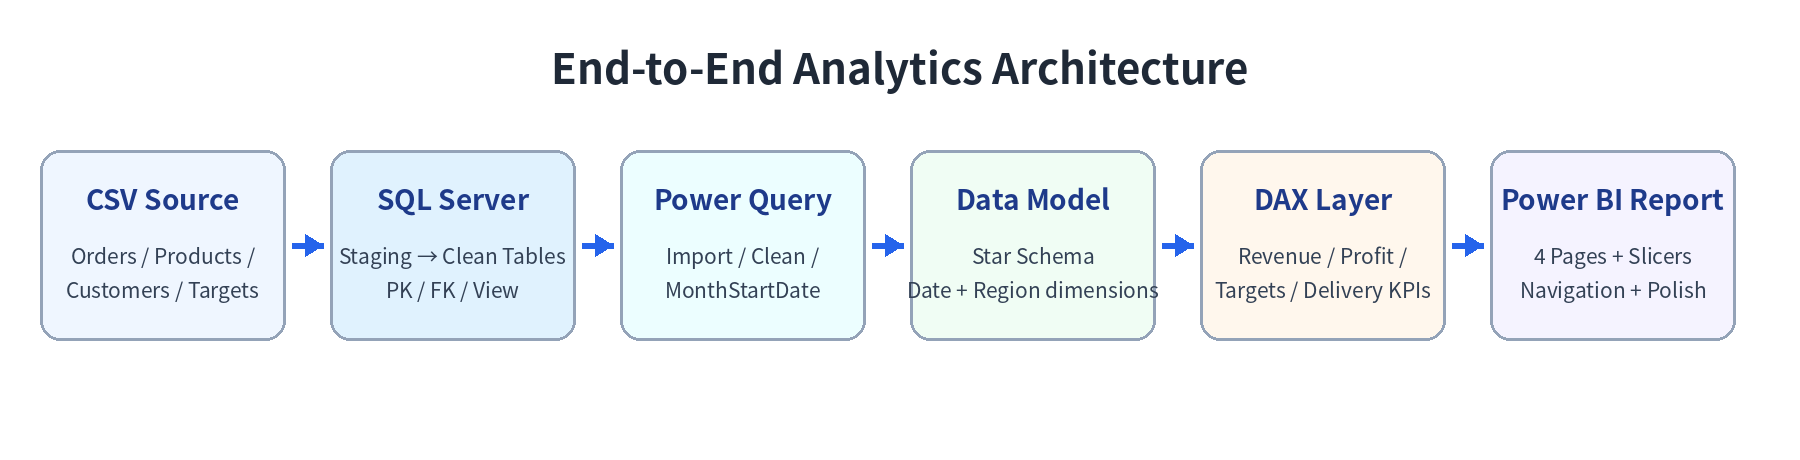 End-to-End Analytics Architecture
CSV Source
Orders / Products /
Customers / Targets
SQL Server
Staging → Clean Tables
PK / FK / View
Power Query
Import / Clean /
MonthStartDate
Data Model
Star Schema
Date + Region dimensions
DAX Layer
Revenue / Profit /
Targets / Delivery KPIs
Power BI Report
4 Pages + Slicers
Navigation + Polish